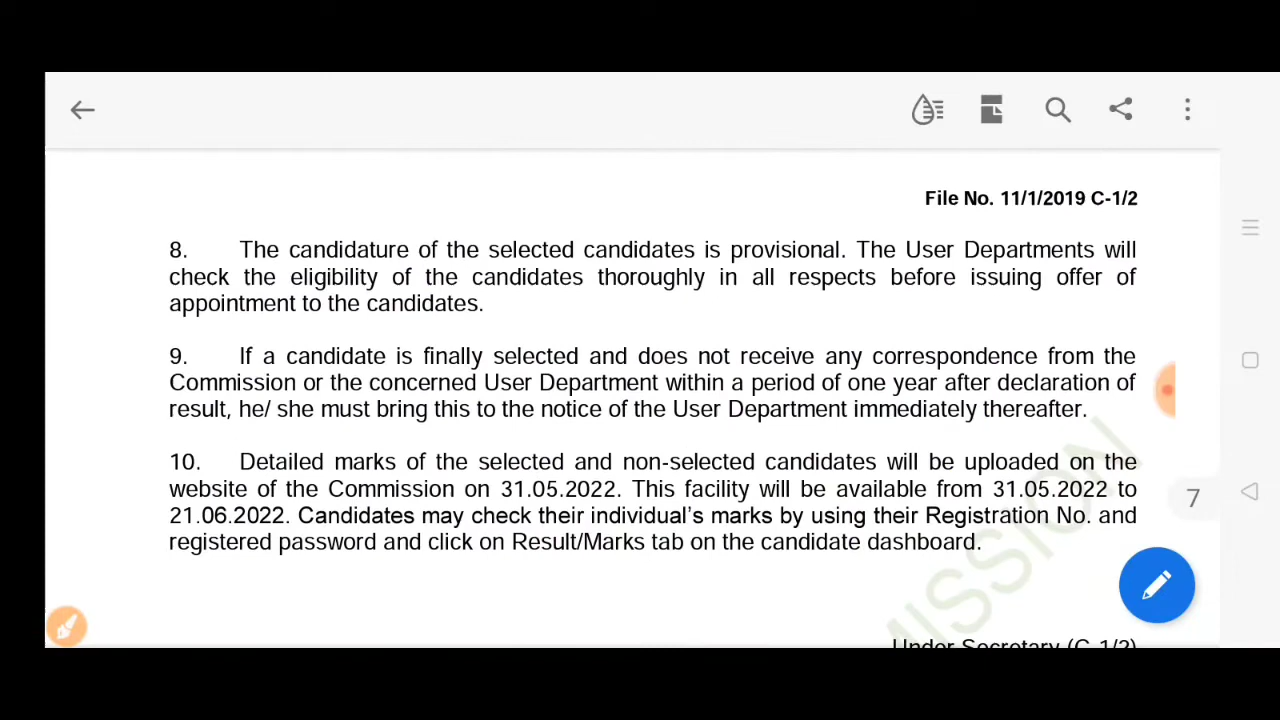 File No. 11/1/2019 C-1/2
8. The candidature of the selected candidates is provisional. The User Departments will
check the eligibility of the candidates thoroughly in all respects before issuing offer of
appointment to the candidates.
9. If a candidate is finally selected and does not receive any correspondence from the
Commission or the concerned User Department within a period of one year after declaration of
result, he/ she must bring this to the notice of the User Department immediately thereafter.
10. Detailed marks of the selected and non-selected candidates will be uploaded on the
website of the Commission on 31.05.2022. This facility will be available from 31.05.2022 to
21.06.2022. Candidates may check their individual's marks by using their Registration No. and
registered password and click on Result/Marks tab on the candidate dashboard.
7
MISSION
Under Secretary (C-1/2)